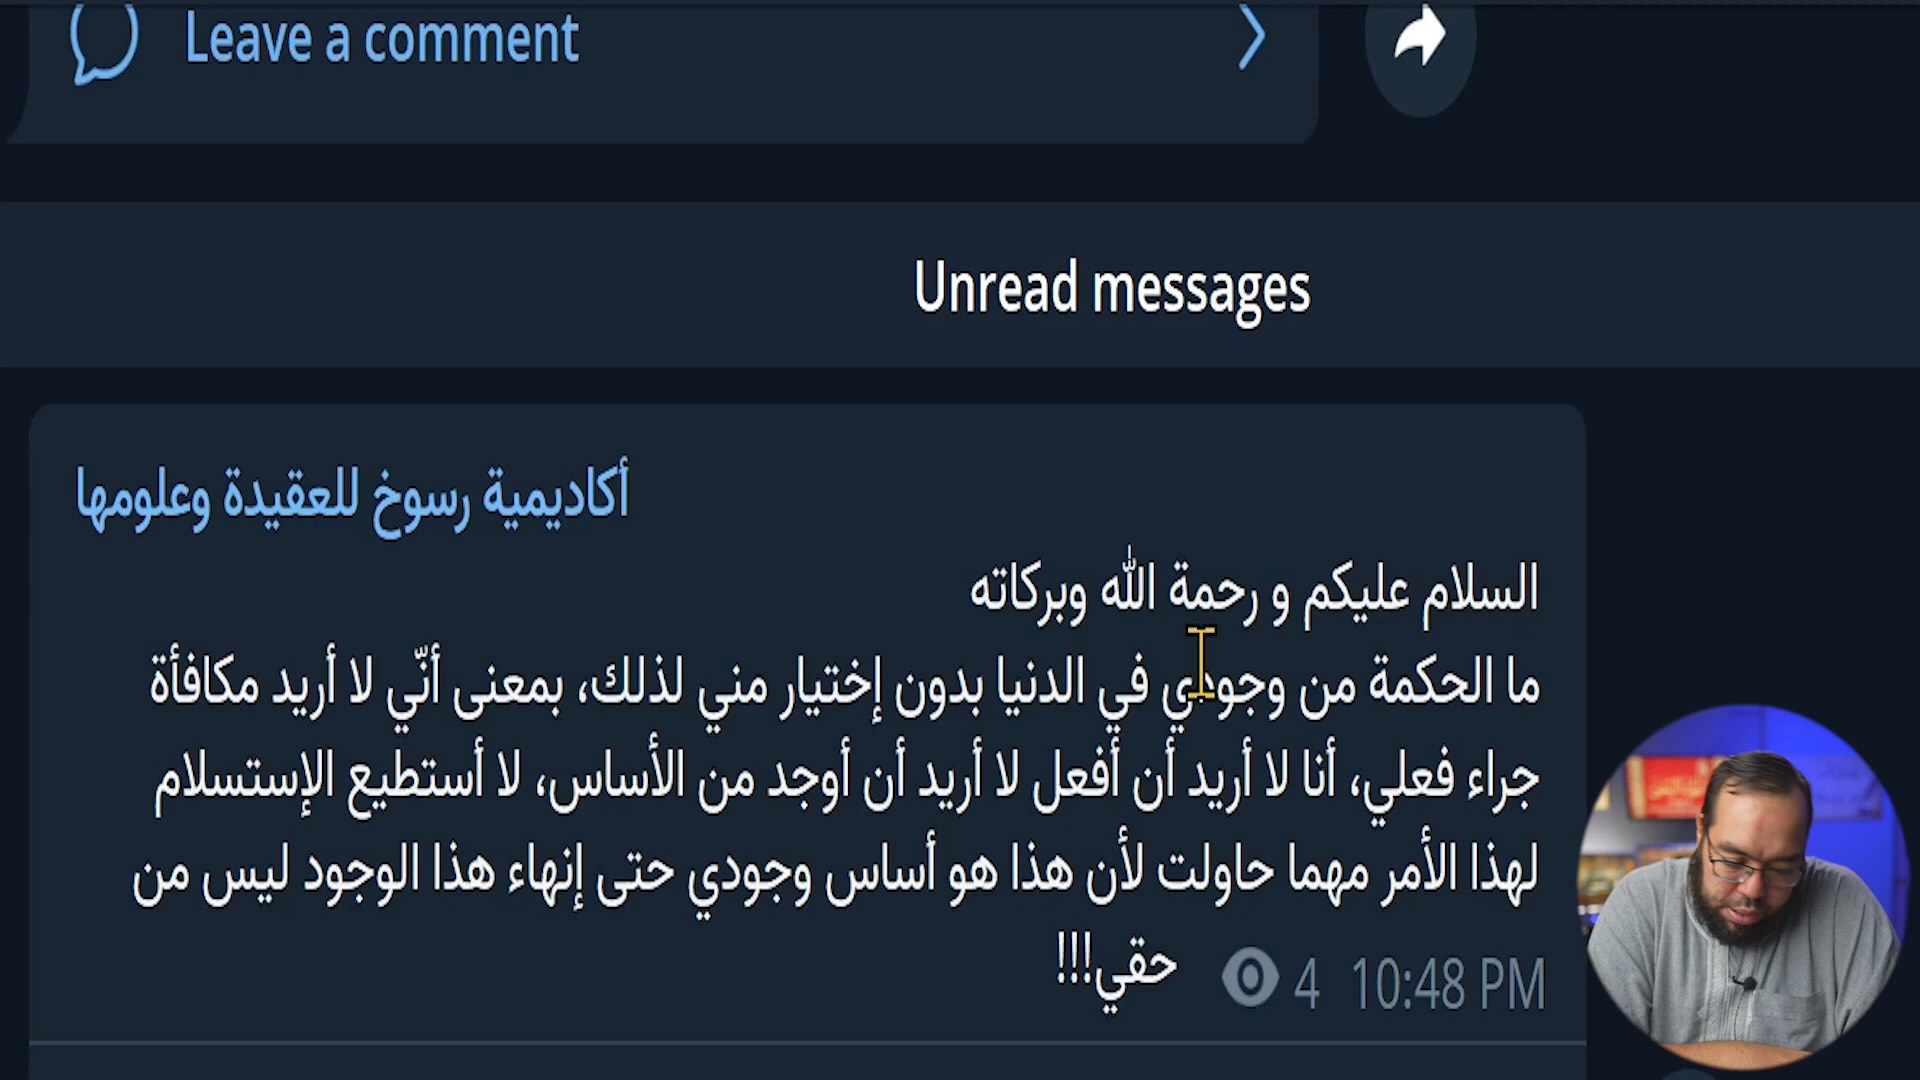 Leave a comment
Unread messages
أكاديمية رسوخ للعقيدة وعلومها
السلام عليكم و رحمة الله وبركاته
ما الحكمة من وجودي في الدنيا بدون إختيار مني لذلك، بمعنى أنّي لا أريد مكافأة
جراء فعلي، أنا لا أريد أن أفعل لا أريد أن أوجد من الأساس، لا أستطيع الإستسلام
لهذا الأمر مهما حاولت لأن هذا هو أساس وجودي حتى إنهاء هذا الوجود ليس من
حقي!!!
4 10:48 PM